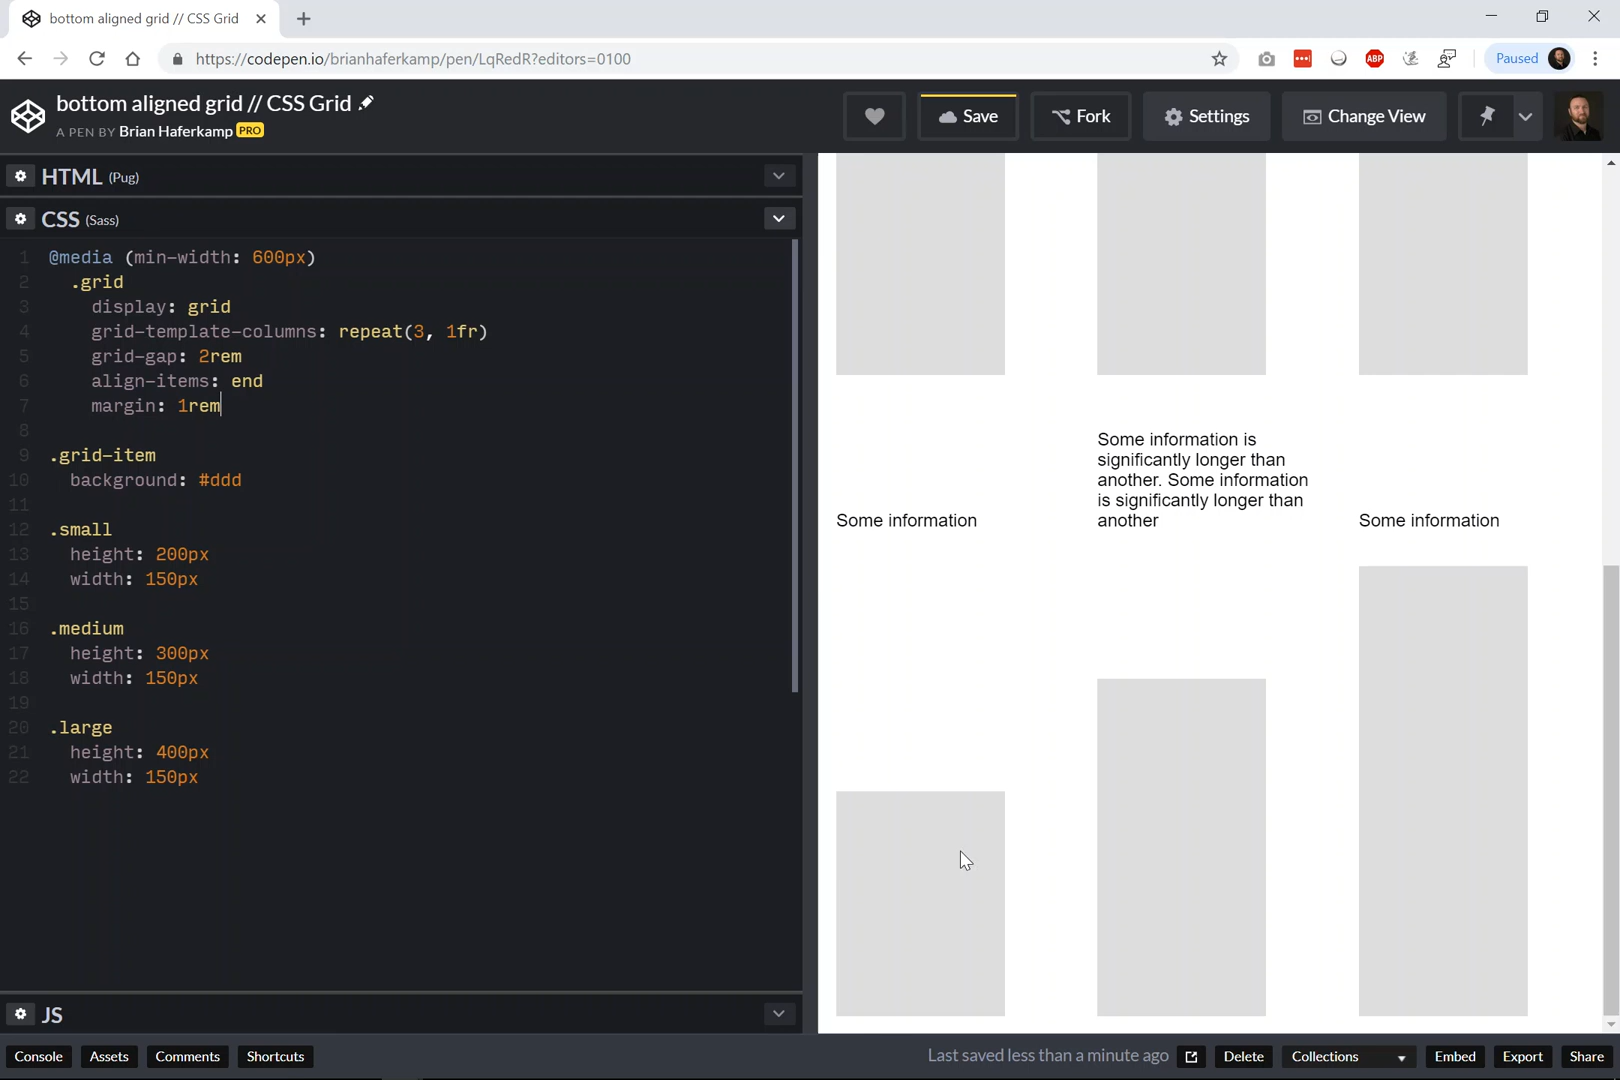 bottom aligned grid // CSS Grid
https://codepen.io/brianhaferkamp/pen/LqRedR?editors=0100
ABP
Paused
bottom aligned grid // CSS Grid
A PEN BY Brian Haferkamp PRO
Save
Fork
Settings
Change View
HTML (Pug)
CSS (Sass)
1 @media (min-width: 600px)
2 .grid
3 display: grid
4 grid-template-columns: repeat(3, 1fr)
5 grid-gap: 2rem
6 align-items: end
7 margin: 1rem
8
9 .grid-item
10 background: #ddd
11
12 .small
13 height: 200px
14 width: 150px
15
16 .medium
17 height: 300px
18 width: 150px
19
20 .large
21 height: 400px
22 width: 150px
Some information
Some information is
significantly longer than
another. Some information
is significantly longer than
another
Some information
JS
Console
Assets
Comments
Shortcuts
Last saved less than a minute ago
Delete
Collections
Embed
Export
Share